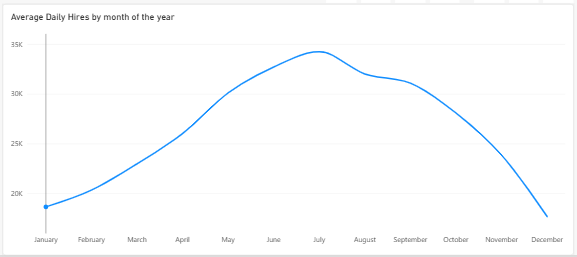 Average Daily Hires by month of the year
35K
30K
25K
20K
January February March April May June July August September October November December